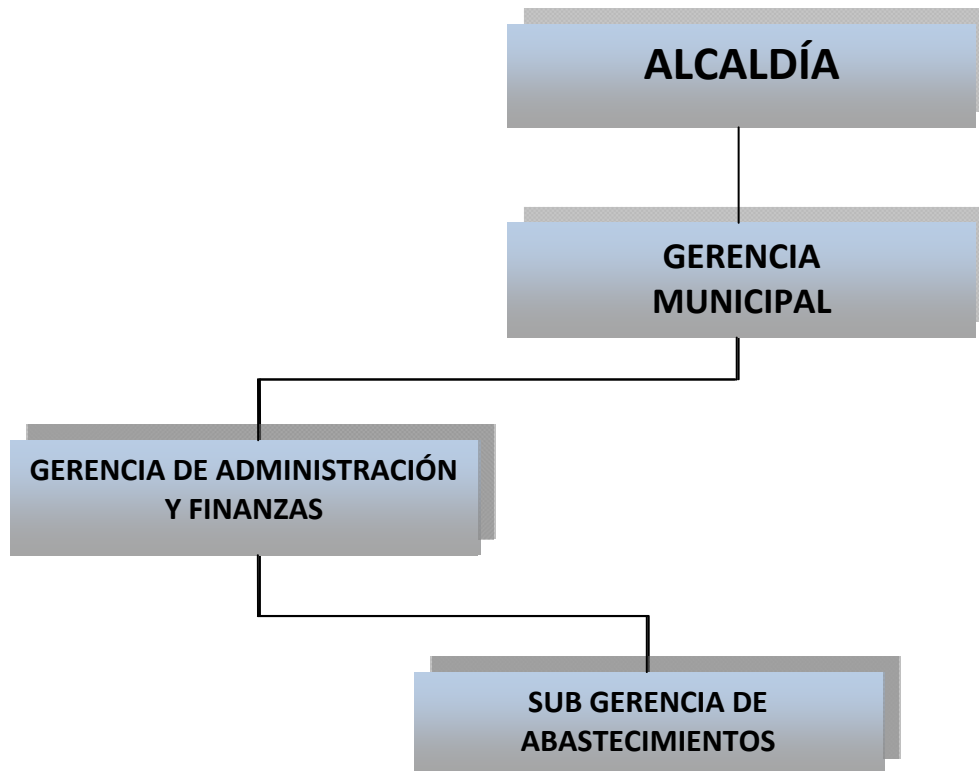 ALCALDÍA
GERENCIA
MUNICIPAL
GERENCIA DE ADMINISTRACIÓN
Y FINANZAS
SUB GERENCIA DE
ABASTECIMIENTOS